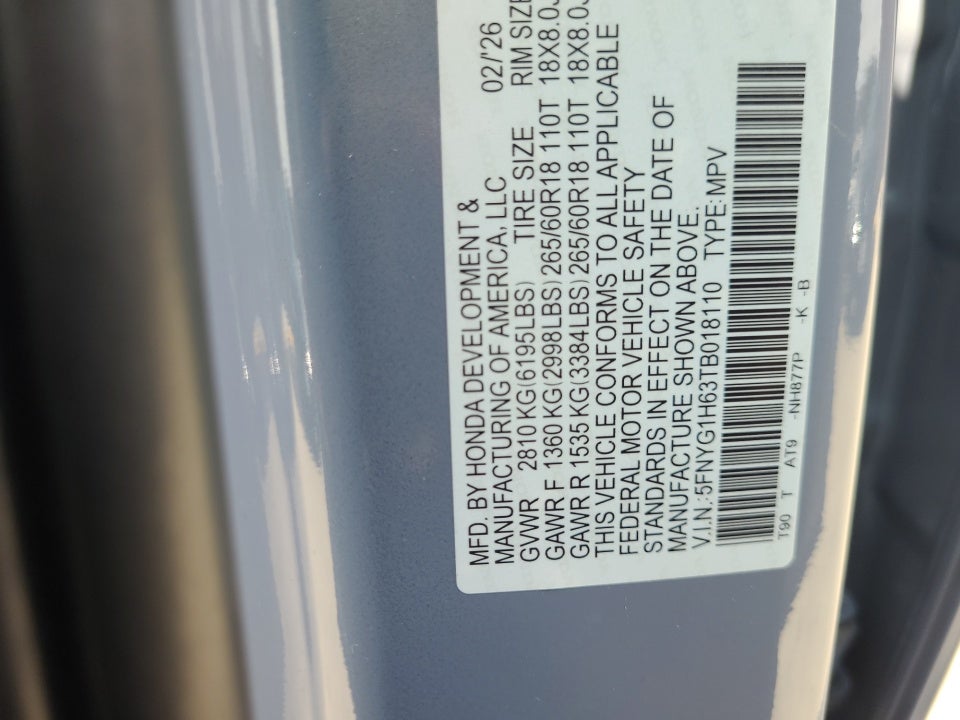 MFD. BY HONDA DEVELOPMENT &
MANUFACTURING OF AMERICA, LLC 02/'26
GVWR 2810 KG(6195LBS) TIRE SIZE RIM SIZE
GAWR F 1360 KG(2998LBS) 265/60R18 110T 18X8.0J
GAWR R 1535 KG(3384LBS) 265/60R18 110T 18X8.0J
THIS VEHICLE CONFORMS TO ALL APPLICABLE
FEDERAL MOTOR VEHICLE SAFETY
STANDARDS IN EFFECT ON THE DATE OF
MANUFACTURE SHOWN ABOVE.
V.I.N.:5FNYG1H63TB018110 TYPE:MPV
T90 T AT9 -NH877P -K -B